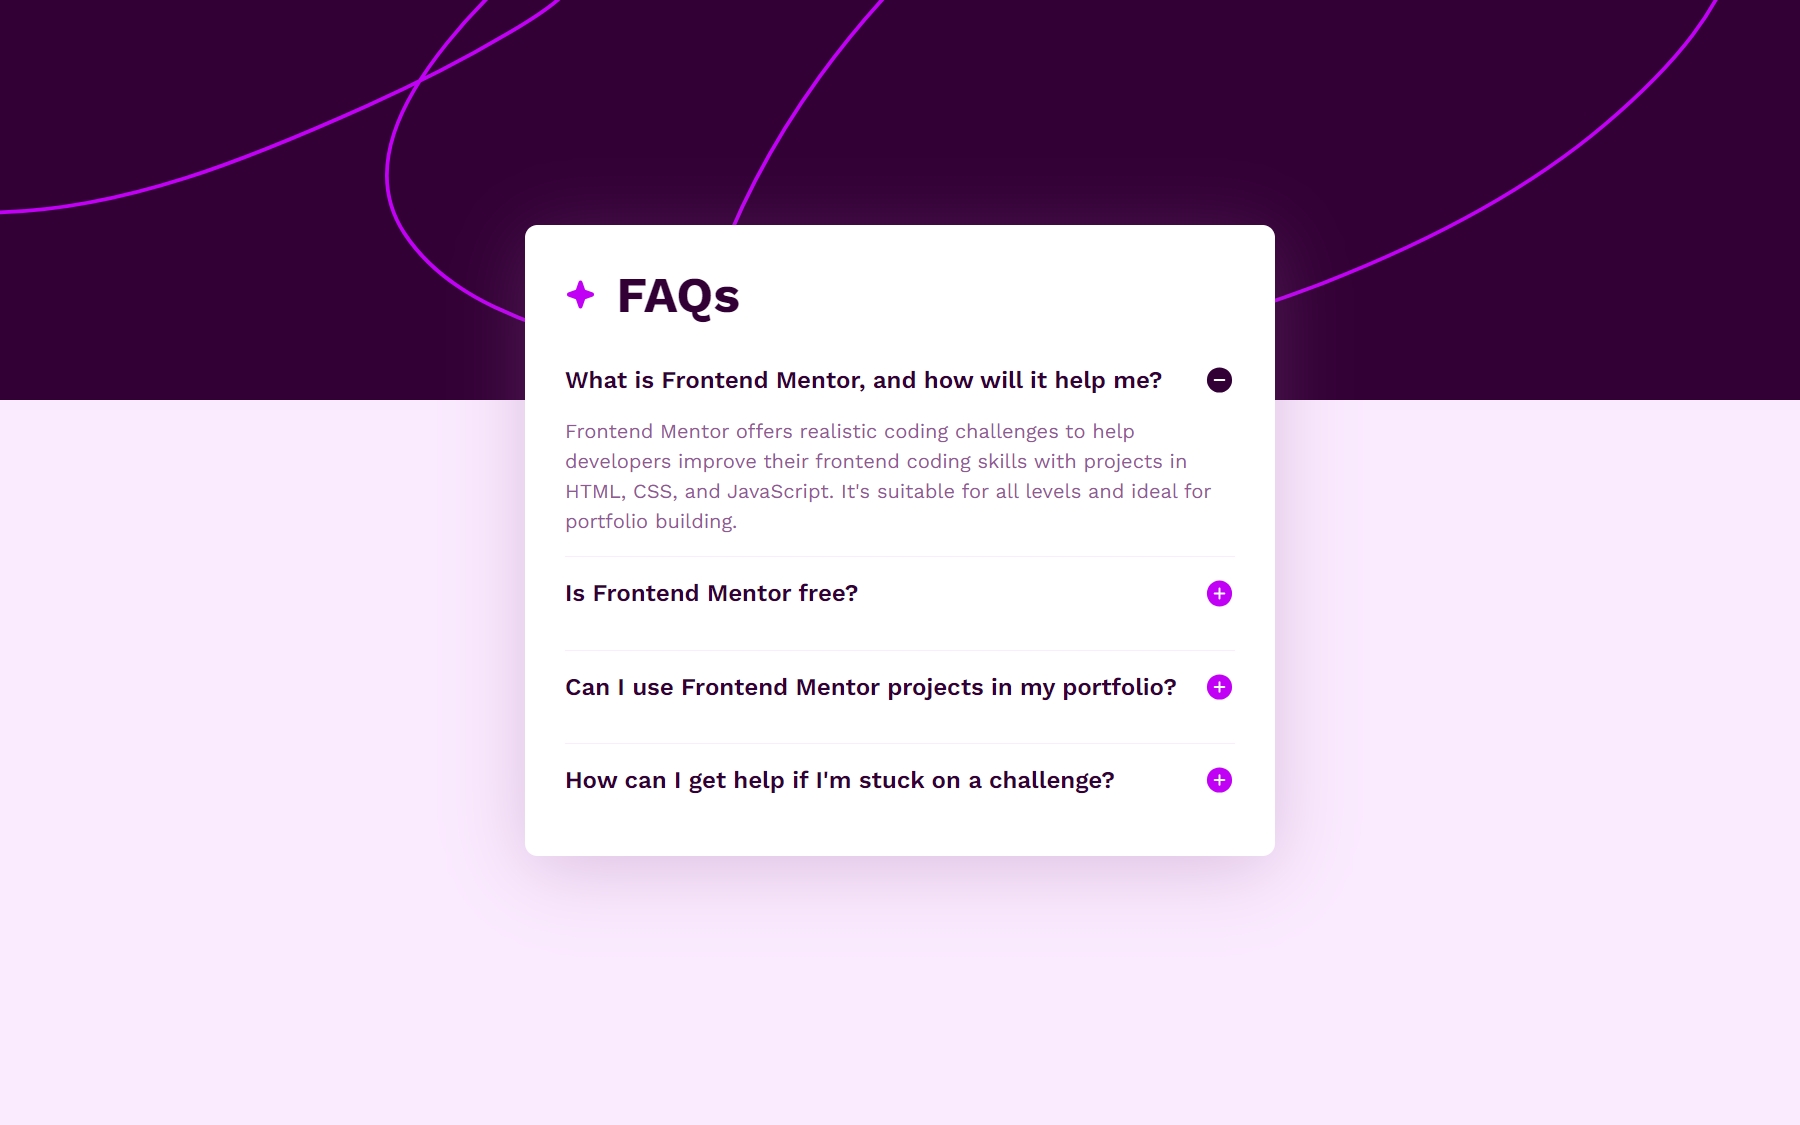 FAQs
What is Frontend Mentor, and how will it help me?
Frontend Mentor offers realistic coding challenges to help
developers improve their frontend coding skills with projects in
HTML, CSS, and JavaScript. It's suitable for all levels and ideal for
portfolio building.
Is Frontend Mentor free?
Can I use Frontend Mentor projects in my portfolio?
How can I get help if I'm stuck on a challenge?